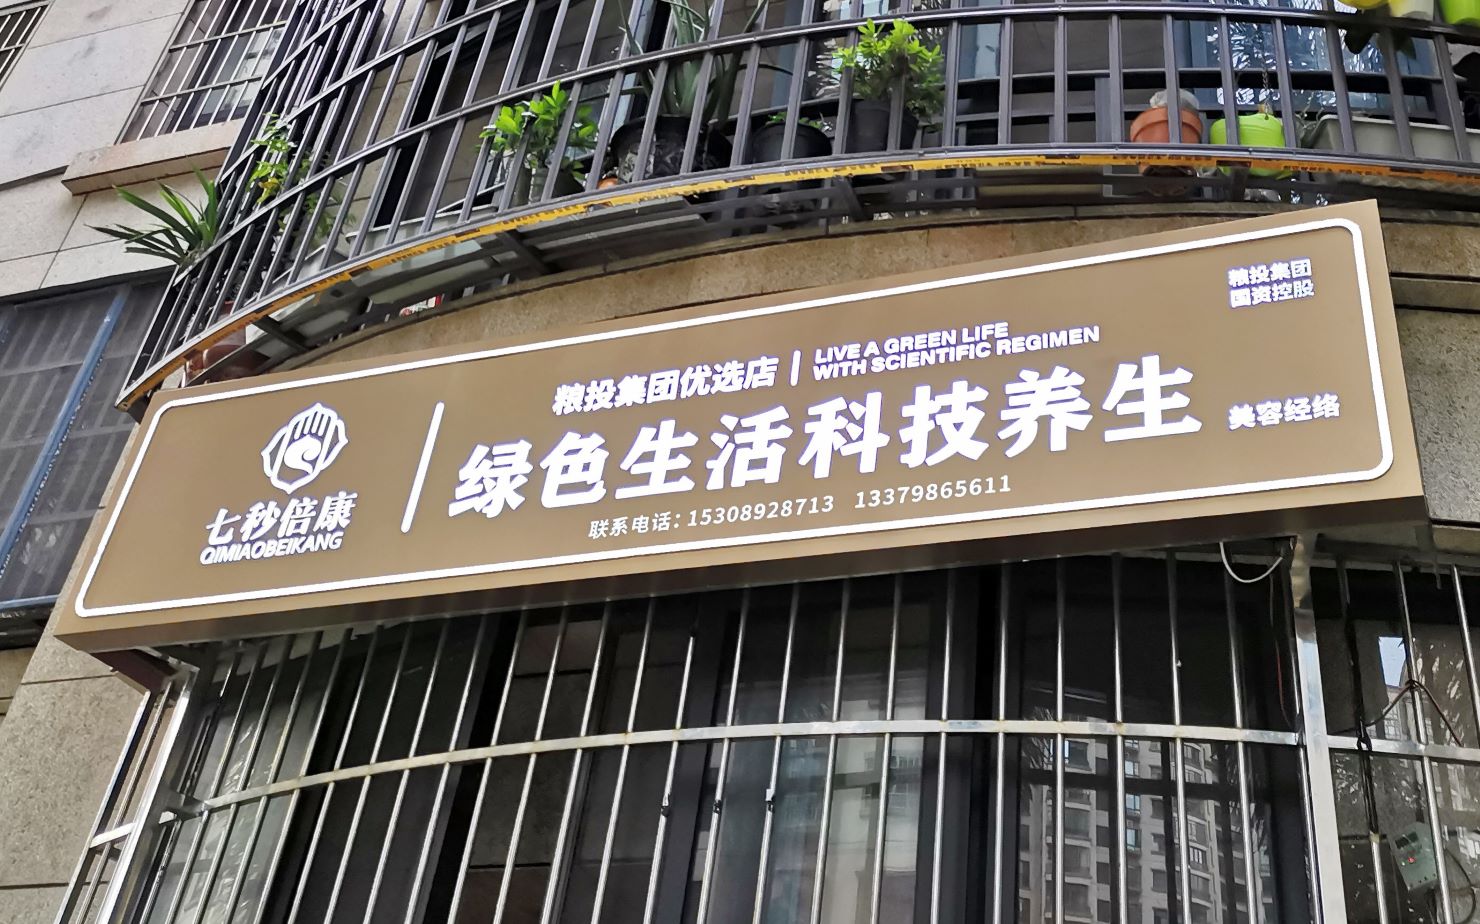 七秒倍康
QIMIAOBEIKANG
粮投集团优选店 | LIVE A GREEN LIFE
WITH SCIENTIFIC REGIMEN
绿色生活科技养生
联系电话：15308928713 13379865611
粮投集团
国资控股
美容经络